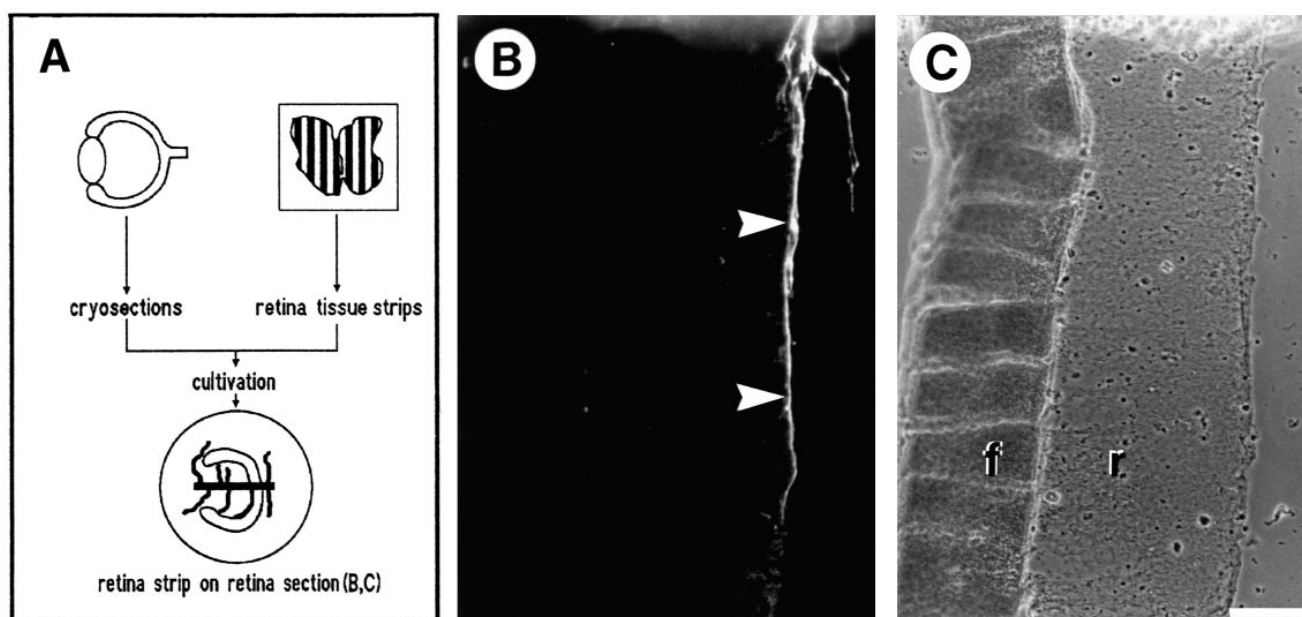 A
cryosections
retina tissue strips
cultivation
retina strip on retina section (B,C)
B
C
f
r